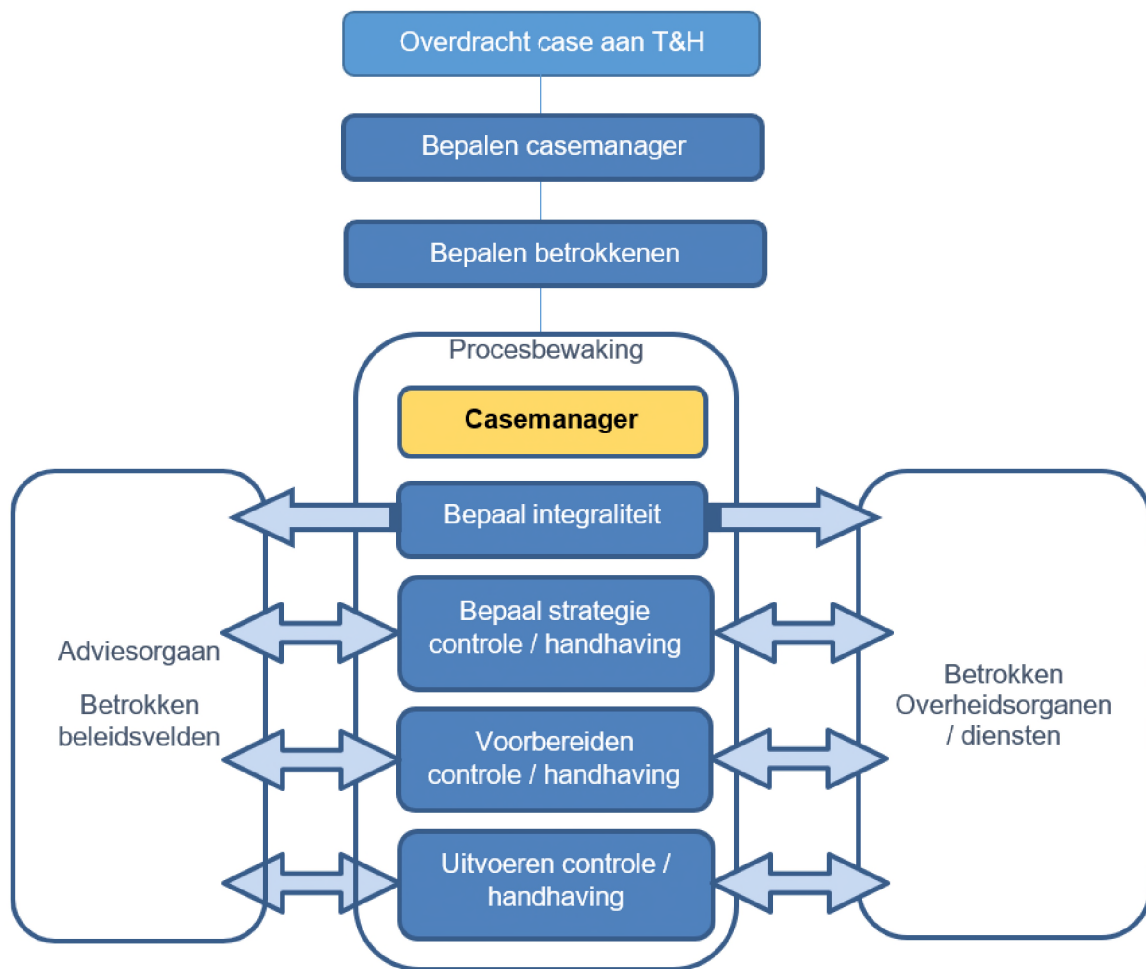 Overdracht case aan T&H
Bepalen casemanager
Bepalen betrokkenen
Procesbewaking
Casemanager
Bepaal integraliteit
Bepaal strategie
controle / handhaving
Voorbereiden
controle / handhaving
Uitvoeren controle /
handhaving
Adviesorgaan
Betrokken
beleidsvelden
Betrokken
Overheidsorganen
/ diensten